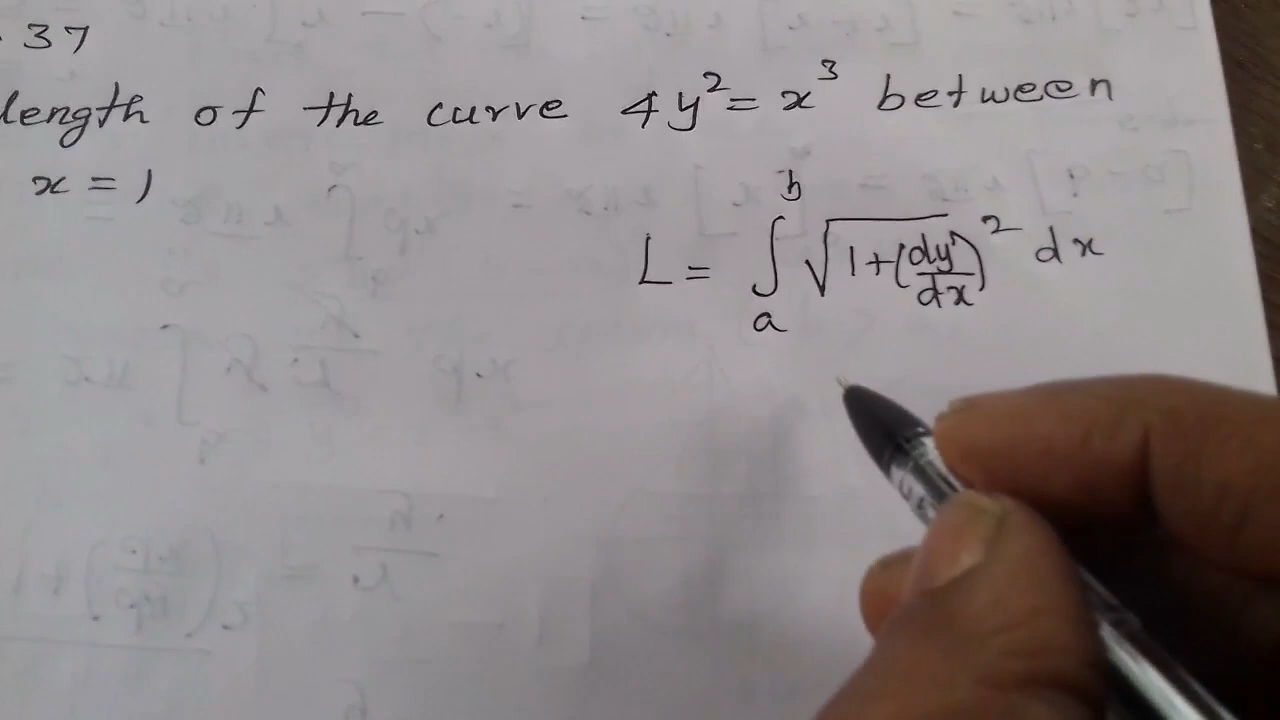 . 37
length of the curve 4y² = x³ between
x = 1
L = ∫ₐᵇ √1+(dy/dx)² dx